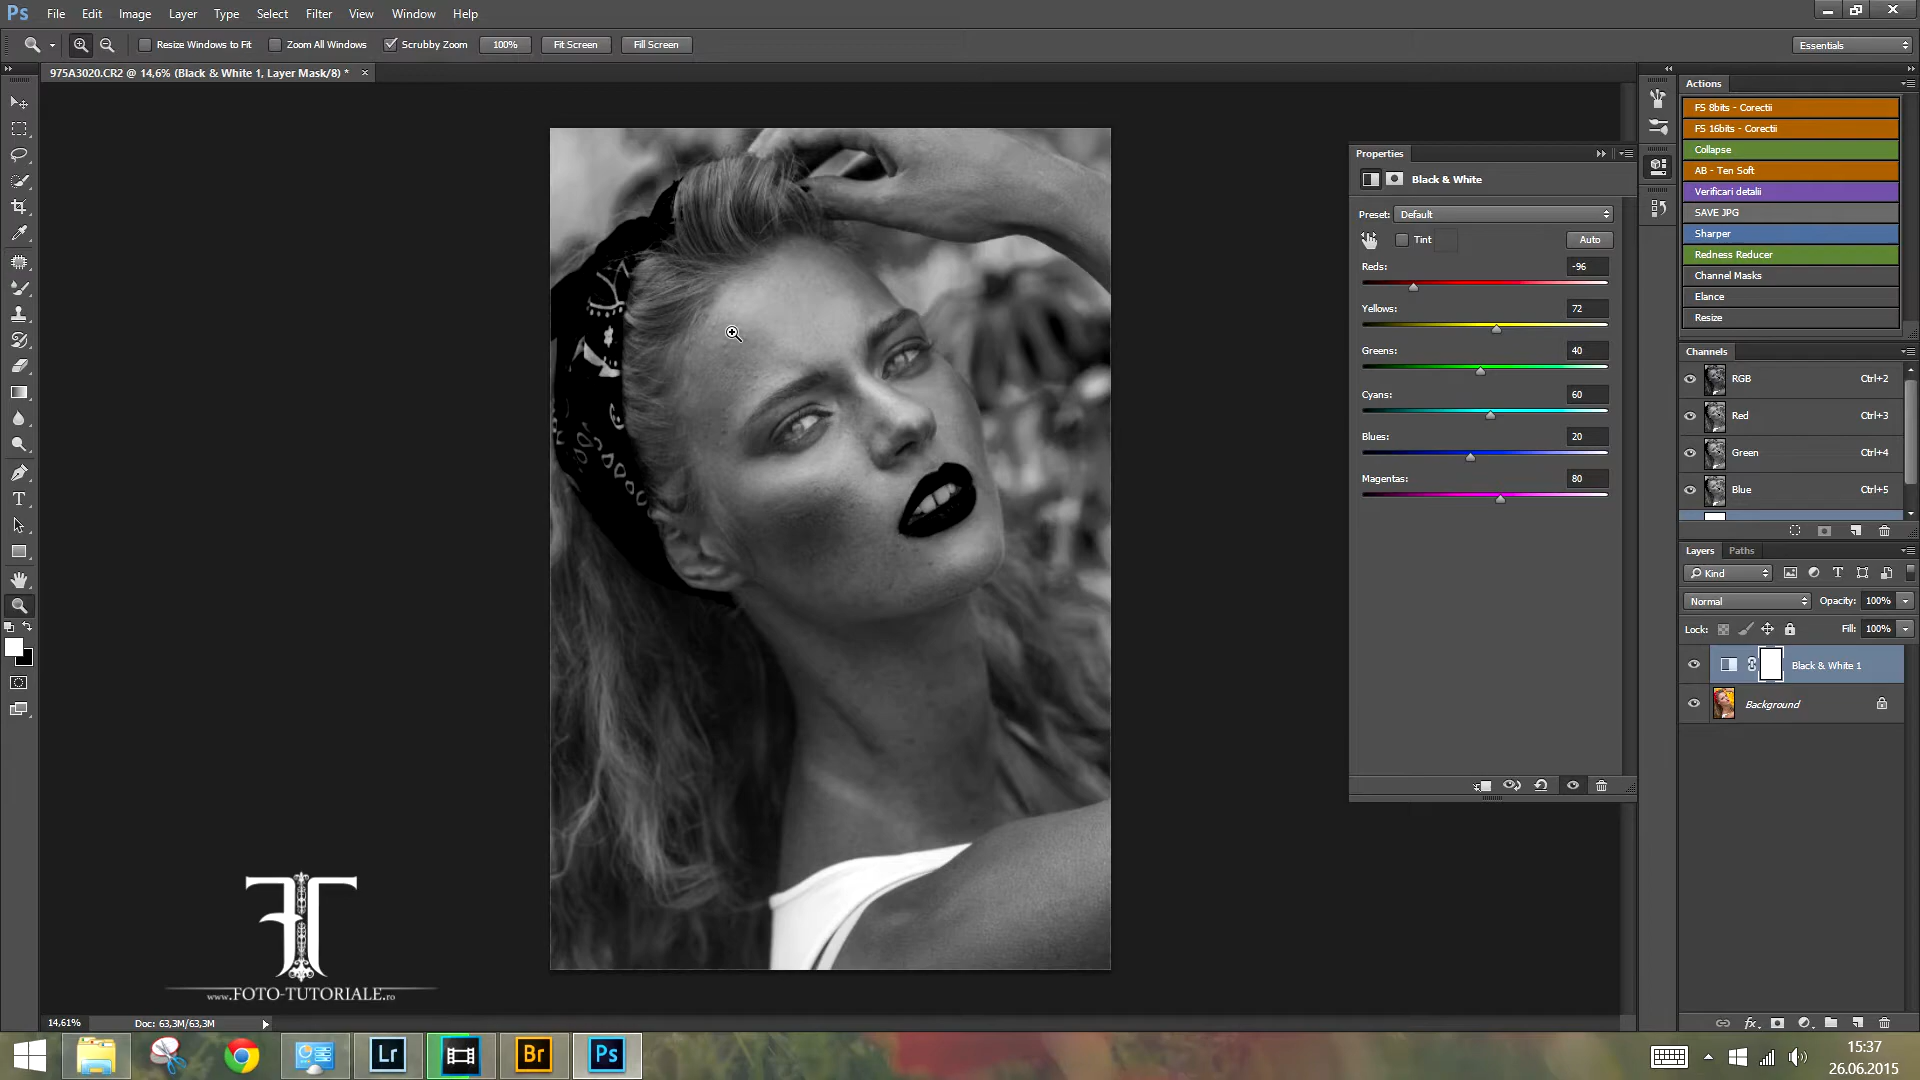 Ps File Edit Image Layer Type Select Filter View Window Help
Resize Windows to Fit Zoom All Windows Scrubby Zoom 100% Fit Screen Fill Screen Essentials
975A3020.CR2 @ 14,6% (Black & White 1, Layer Mask/8) *
Actions
FS 8bits - Corectii
FS 16bits - Corectii
Collapse
AB - Ten Soft
Verificari detalii
SAVE JPG
Sharper
Redness Reducer
Channel Masks
Elance
Resize
Properties
Black & White
Preset: Default
Tint Auto
Reds: -96
Yellows: 72
Greens: 40
Cyans: 60
Blues: 20
Magentas: 80
Channels
RGB Ctrl+2
Red Ctrl+3
Green Ctrl+4
Blue Ctrl+5
Layers Paths
Kind
Normal Opacity: 100%
Lock: Fill: 100%
Black & White 1
Background
FT
www.FOTO-TUTORIALE.ro
14,61% Doc: 63,3M/63,3M
Lr Br Ps
15:37
26.06.2015